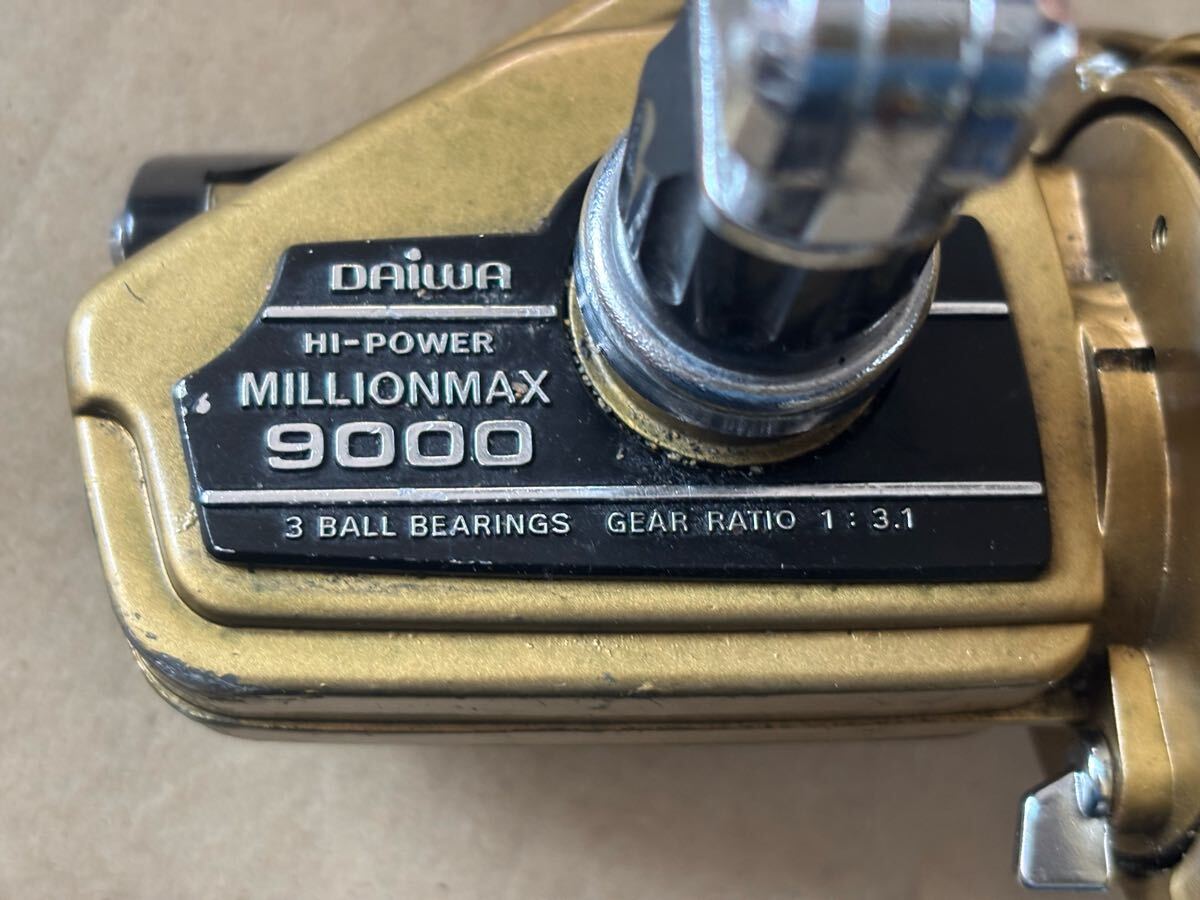 DAiWA
HI-POWER
MILLIONMAX
9000
3 BALL BEARINGS GEAR RATIO 1 : 3.1